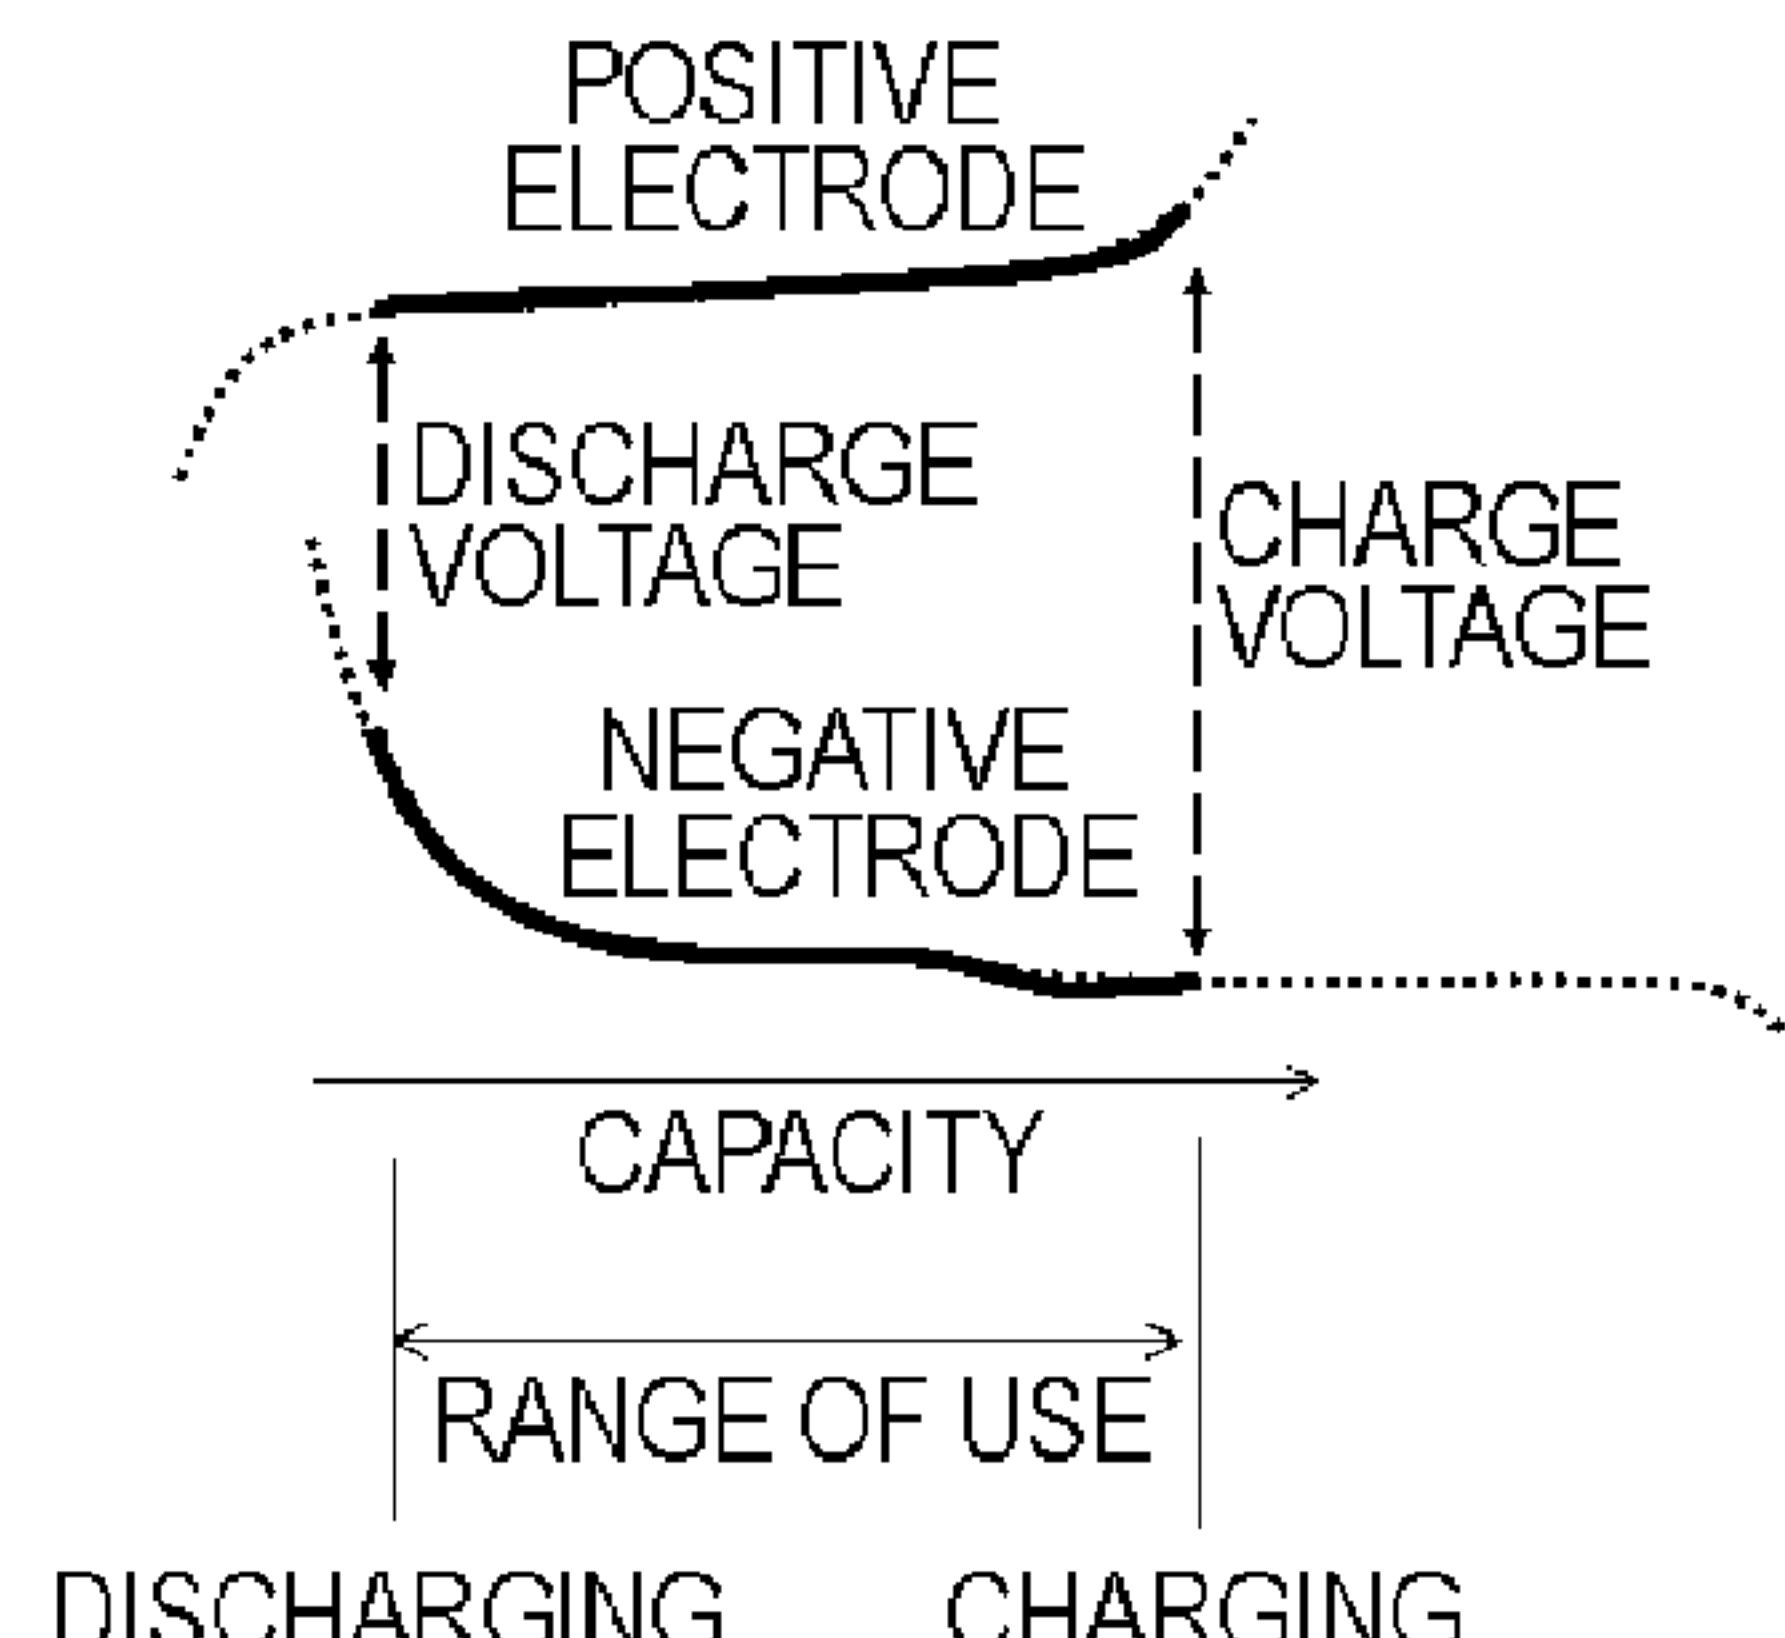 POSITIVE
ELECTRODE
DISCHARGE
VOLTAGE
CHARGE
VOLTAGE
NEGATIVE
ELECTRODE
CAPACITY
RANGE OF USE
DISCHARGING
CHARGING